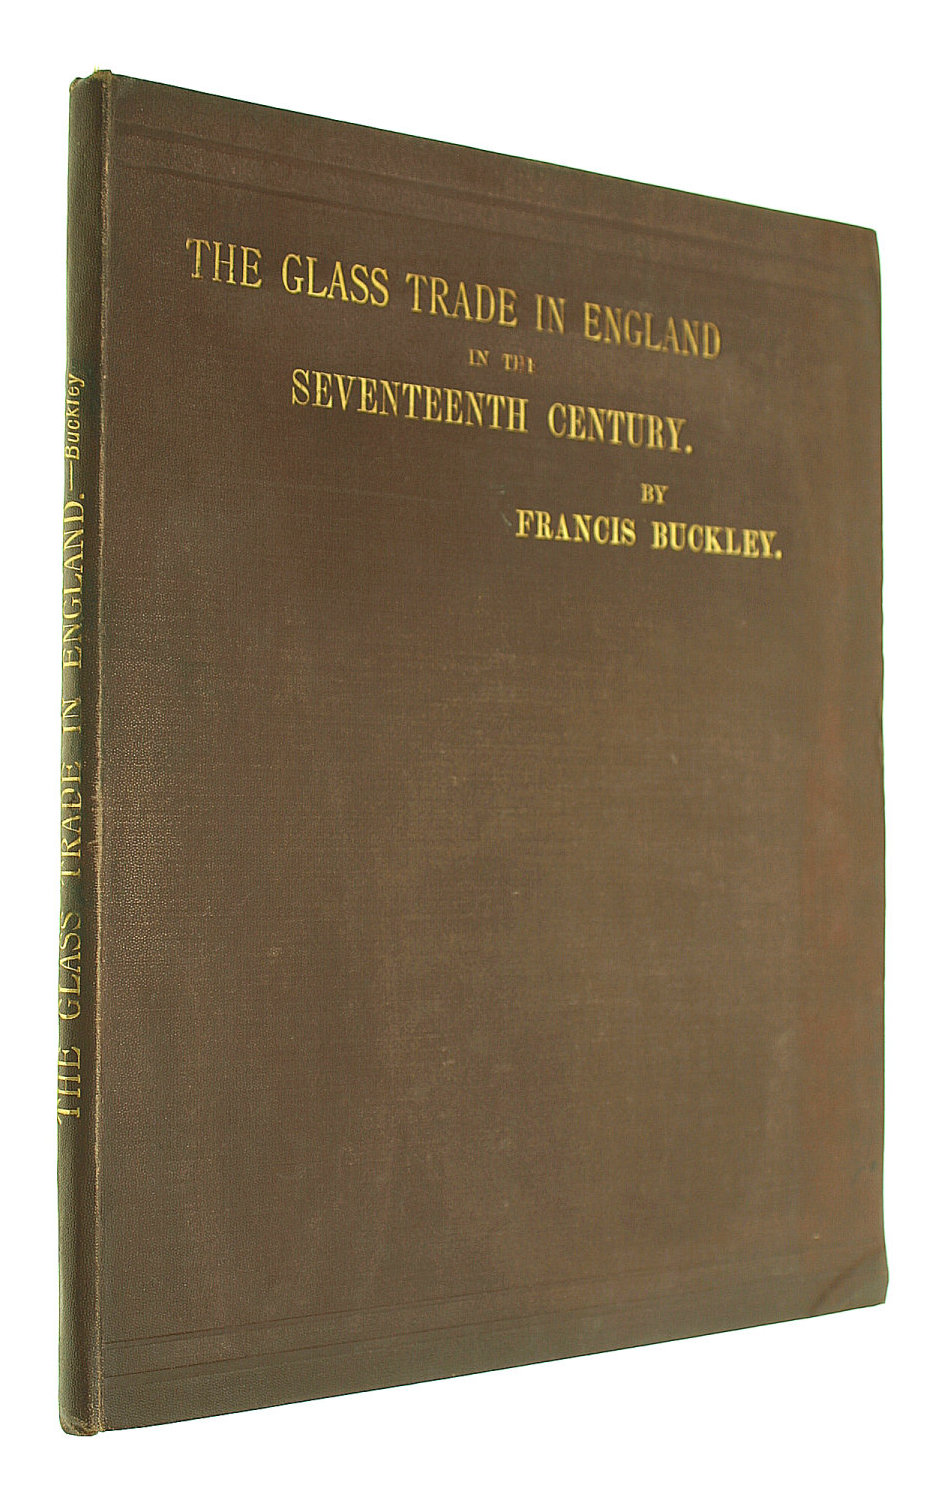 THE GLASS TRADE IN ENGLAND
IN THE
SEVENTEENTH CENTURY.
BY
FRANCIS BUCKLEY.
THE GLASS TRADE IN ENGLAND.—Buckley